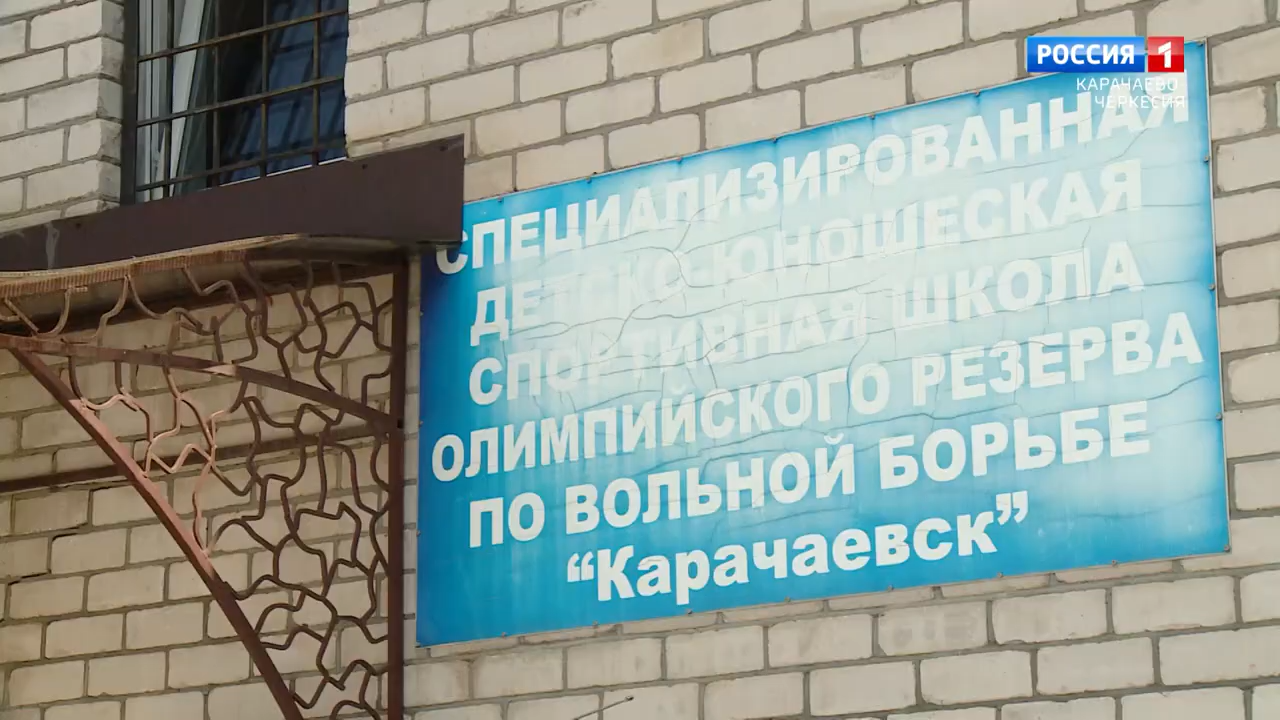 РОССИЯ 1
КАРАЧАЕВО
ЧЕРКЕСИЯ
СПЕЦИАЛИЗИРОВАННАЯ
ДЕТСКО-ЮНОШЕСКАЯ
СПОРТИВНАЯ ШКОЛА
ОЛИМПИЙСКОГО РЕЗЕРВА
ПО ВОЛЬНОЙ БОРЬБЕ
“Карачаевск”